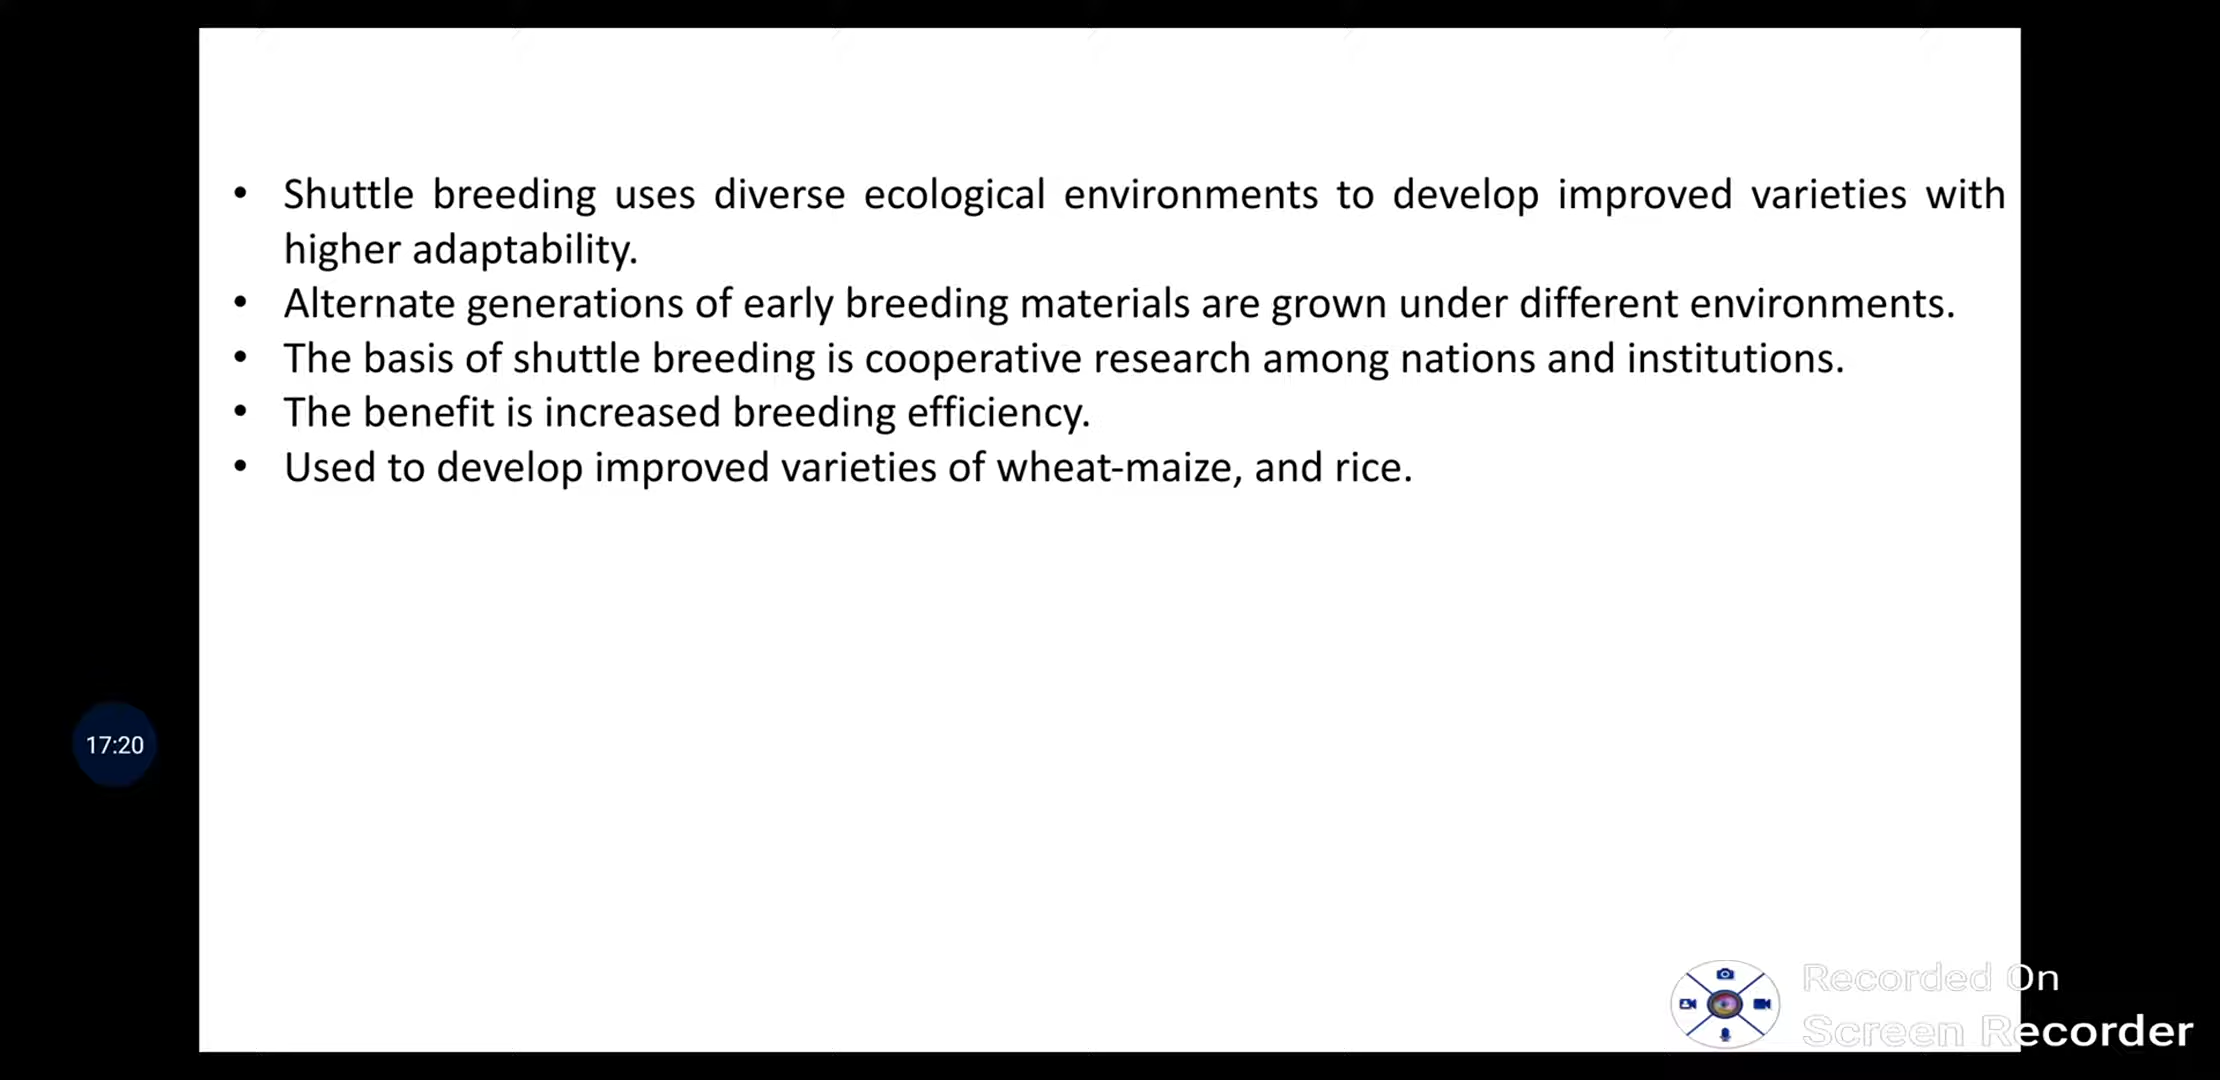 • Shuttle breeding uses diverse ecological environments to develop improved varieties with
higher adaptability.
• Alternate generations of early breeding materials are grown under different environments.
• The basis of shuttle breeding is cooperative research among nations and institutions.
• The benefit is increased breeding efficiency.
• Used to develop improved varieties of wheat-maize, and rice.
17:20
Recorded On
Screen Recorder